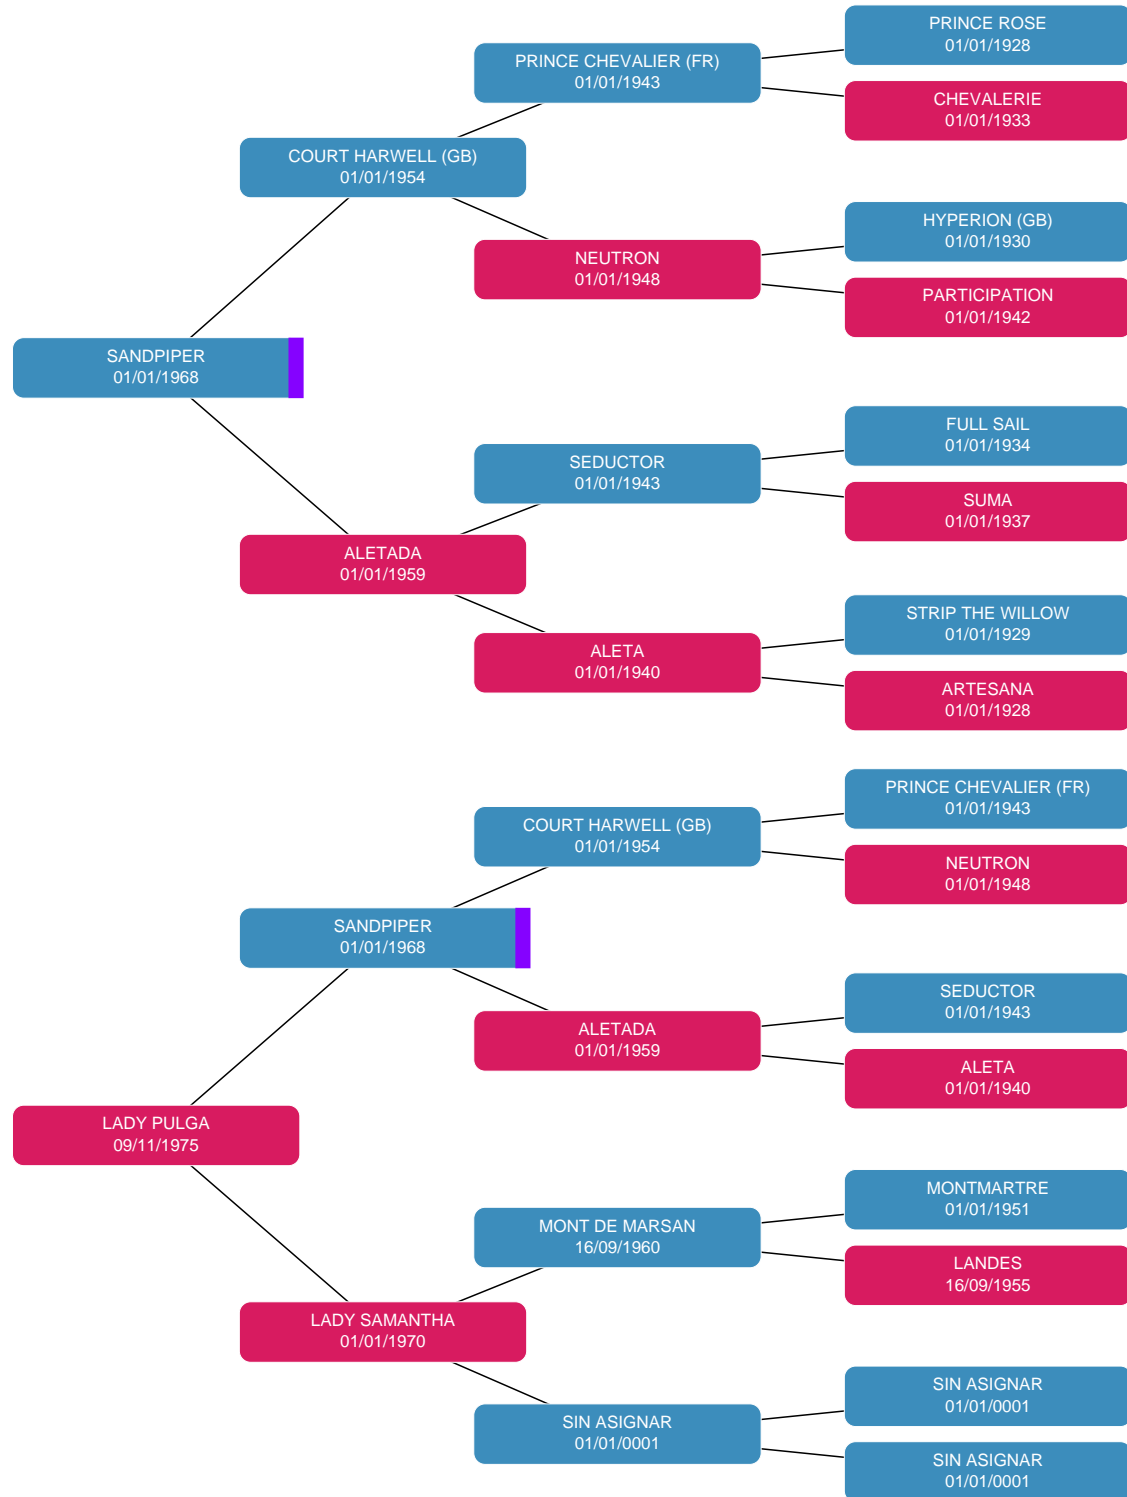 PRINCE ROSE
01/01/1928
PRINCE CHEVALIER (FR)
01/01/1943
CHEVALERIE
01/01/1933
COURT HARWELL (GB)
01/01/1954
HYPERION (GB)
01/01/1930
NEUTRON
01/01/1948
PARTICIPATION
01/01/1942
SANDPIPER
01/01/1968
FULL SAIL
01/01/1934
SEDUCTOR
01/01/1943
SUMA
01/01/1937
ALETADA
01/01/1959
STRIP THE WILLOW
01/01/1929
ALETA
01/01/1940
ARTESANA
01/01/1928
PRINCE CHEVALIER (FR)
01/01/1943
COURT HARWELL (GB)
01/01/1954
NEUTRON
01/01/1948
SANDPIPER
01/01/1968
SEDUCTOR
01/01/1943
ALETADA
01/01/1959
ALETA
01/01/1940
LADY PULGA
09/11/1975
MONTMARTRE
01/01/1951
MONT DE MARSAN
16/09/1960
LANDES
16/09/1955
LADY SAMANTHA
01/01/1970
SIN ASIGNAR
01/01/0001
SIN ASIGNAR
01/01/0001
SIN ASIGNAR
01/01/0001